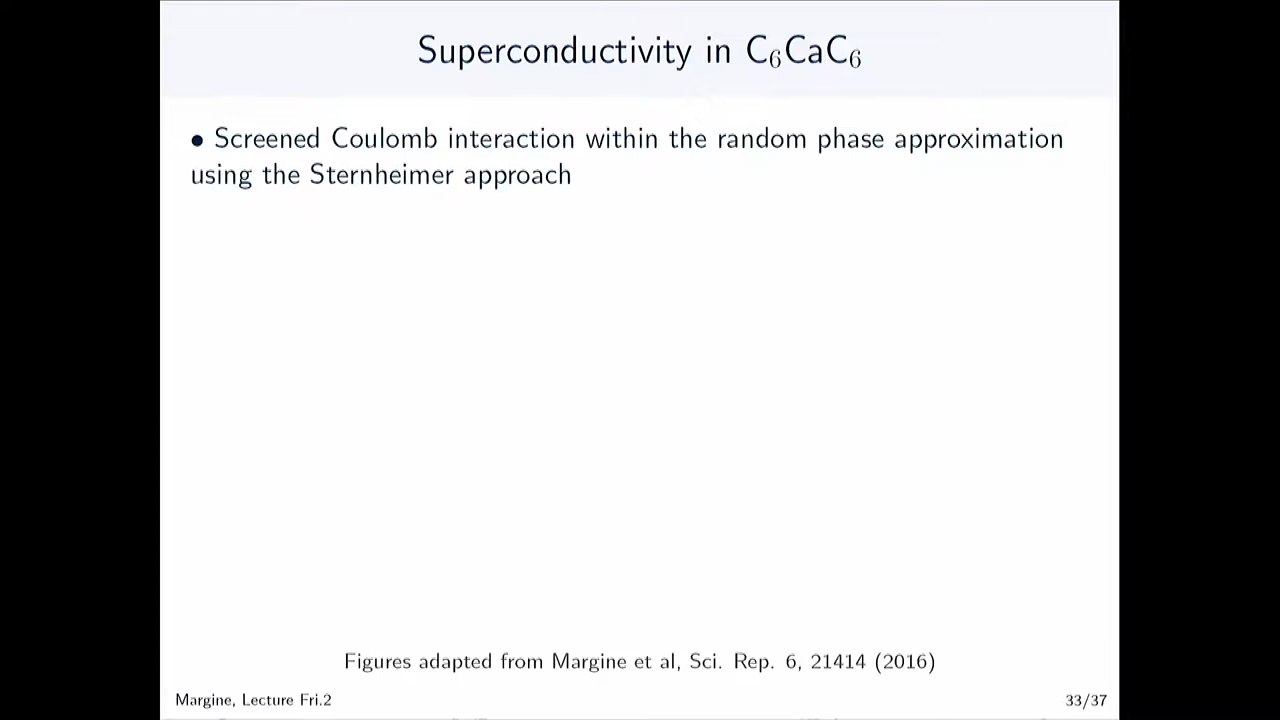 Superconductivity in C₆CaC₆
• Screened Coulomb interaction within the random phase approximation
using the Sternheimer approach
Figures adapted from Margine et al, Sci. Rep. 6, 21414 (2016)
Margine, Lecture Fri.2
33/37